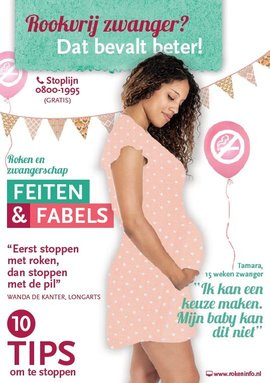 Rookvrij zwanger?
Dat bevalt beter!
Stoplijn
0800-1995
(GRATIS)
Roken en
zwangerschap
FEITEN
& FABELS
"Eerst stoppen
met roken,
dan stoppen
met de pil"
WANDA DE KANTER, LONGARTS
10
TIPS
om te stoppen
Tamara,
15 weken zwanger
"Ik kan een
keuze maken.
Mijn baby kan
dit niet"
www.rokeninfo.nl